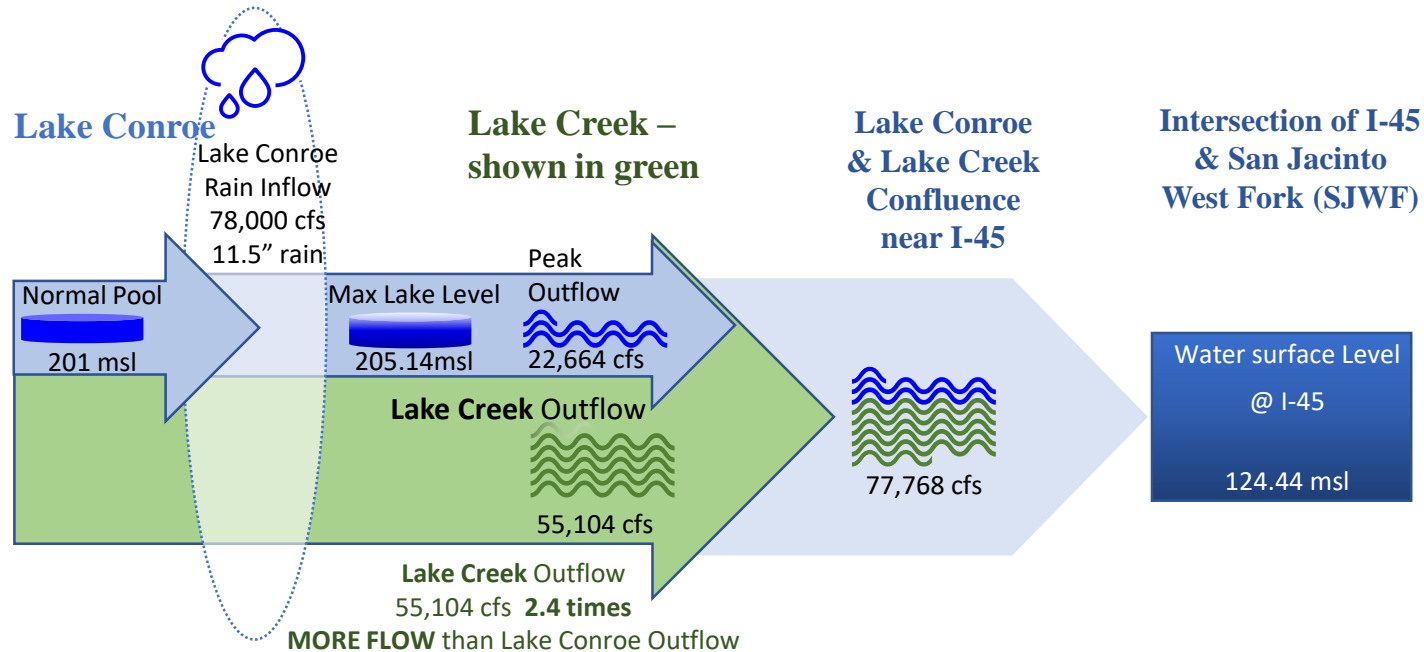 Lake Conroe
Lake Conroe
Rain Inflow
78,000 cfs
11.5” rain
Lake Creek –
shown in green
Lake Conroe
& Lake Creek
Confluence
near I-45
Intersection of I-45
& San Jacinto
West Fork (SJWF)
Normal Pool
201 msl
Max Lake Level
205.14msl
Peak
Outflow
22,664 cfs
Lake Creek Outflow
55,104 cfs
77,768 cfs
Water surface Level
@ I-45
124.44 msl
Lake Creek Outflow
55,104 cfs 2.4 times
MORE FLOW than Lake Conroe Outflow